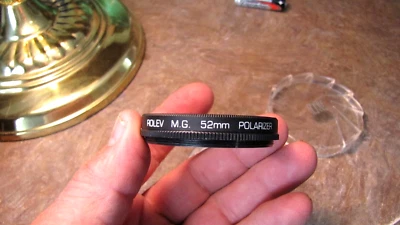 ROLEV M.G. 52mm POLARIZER